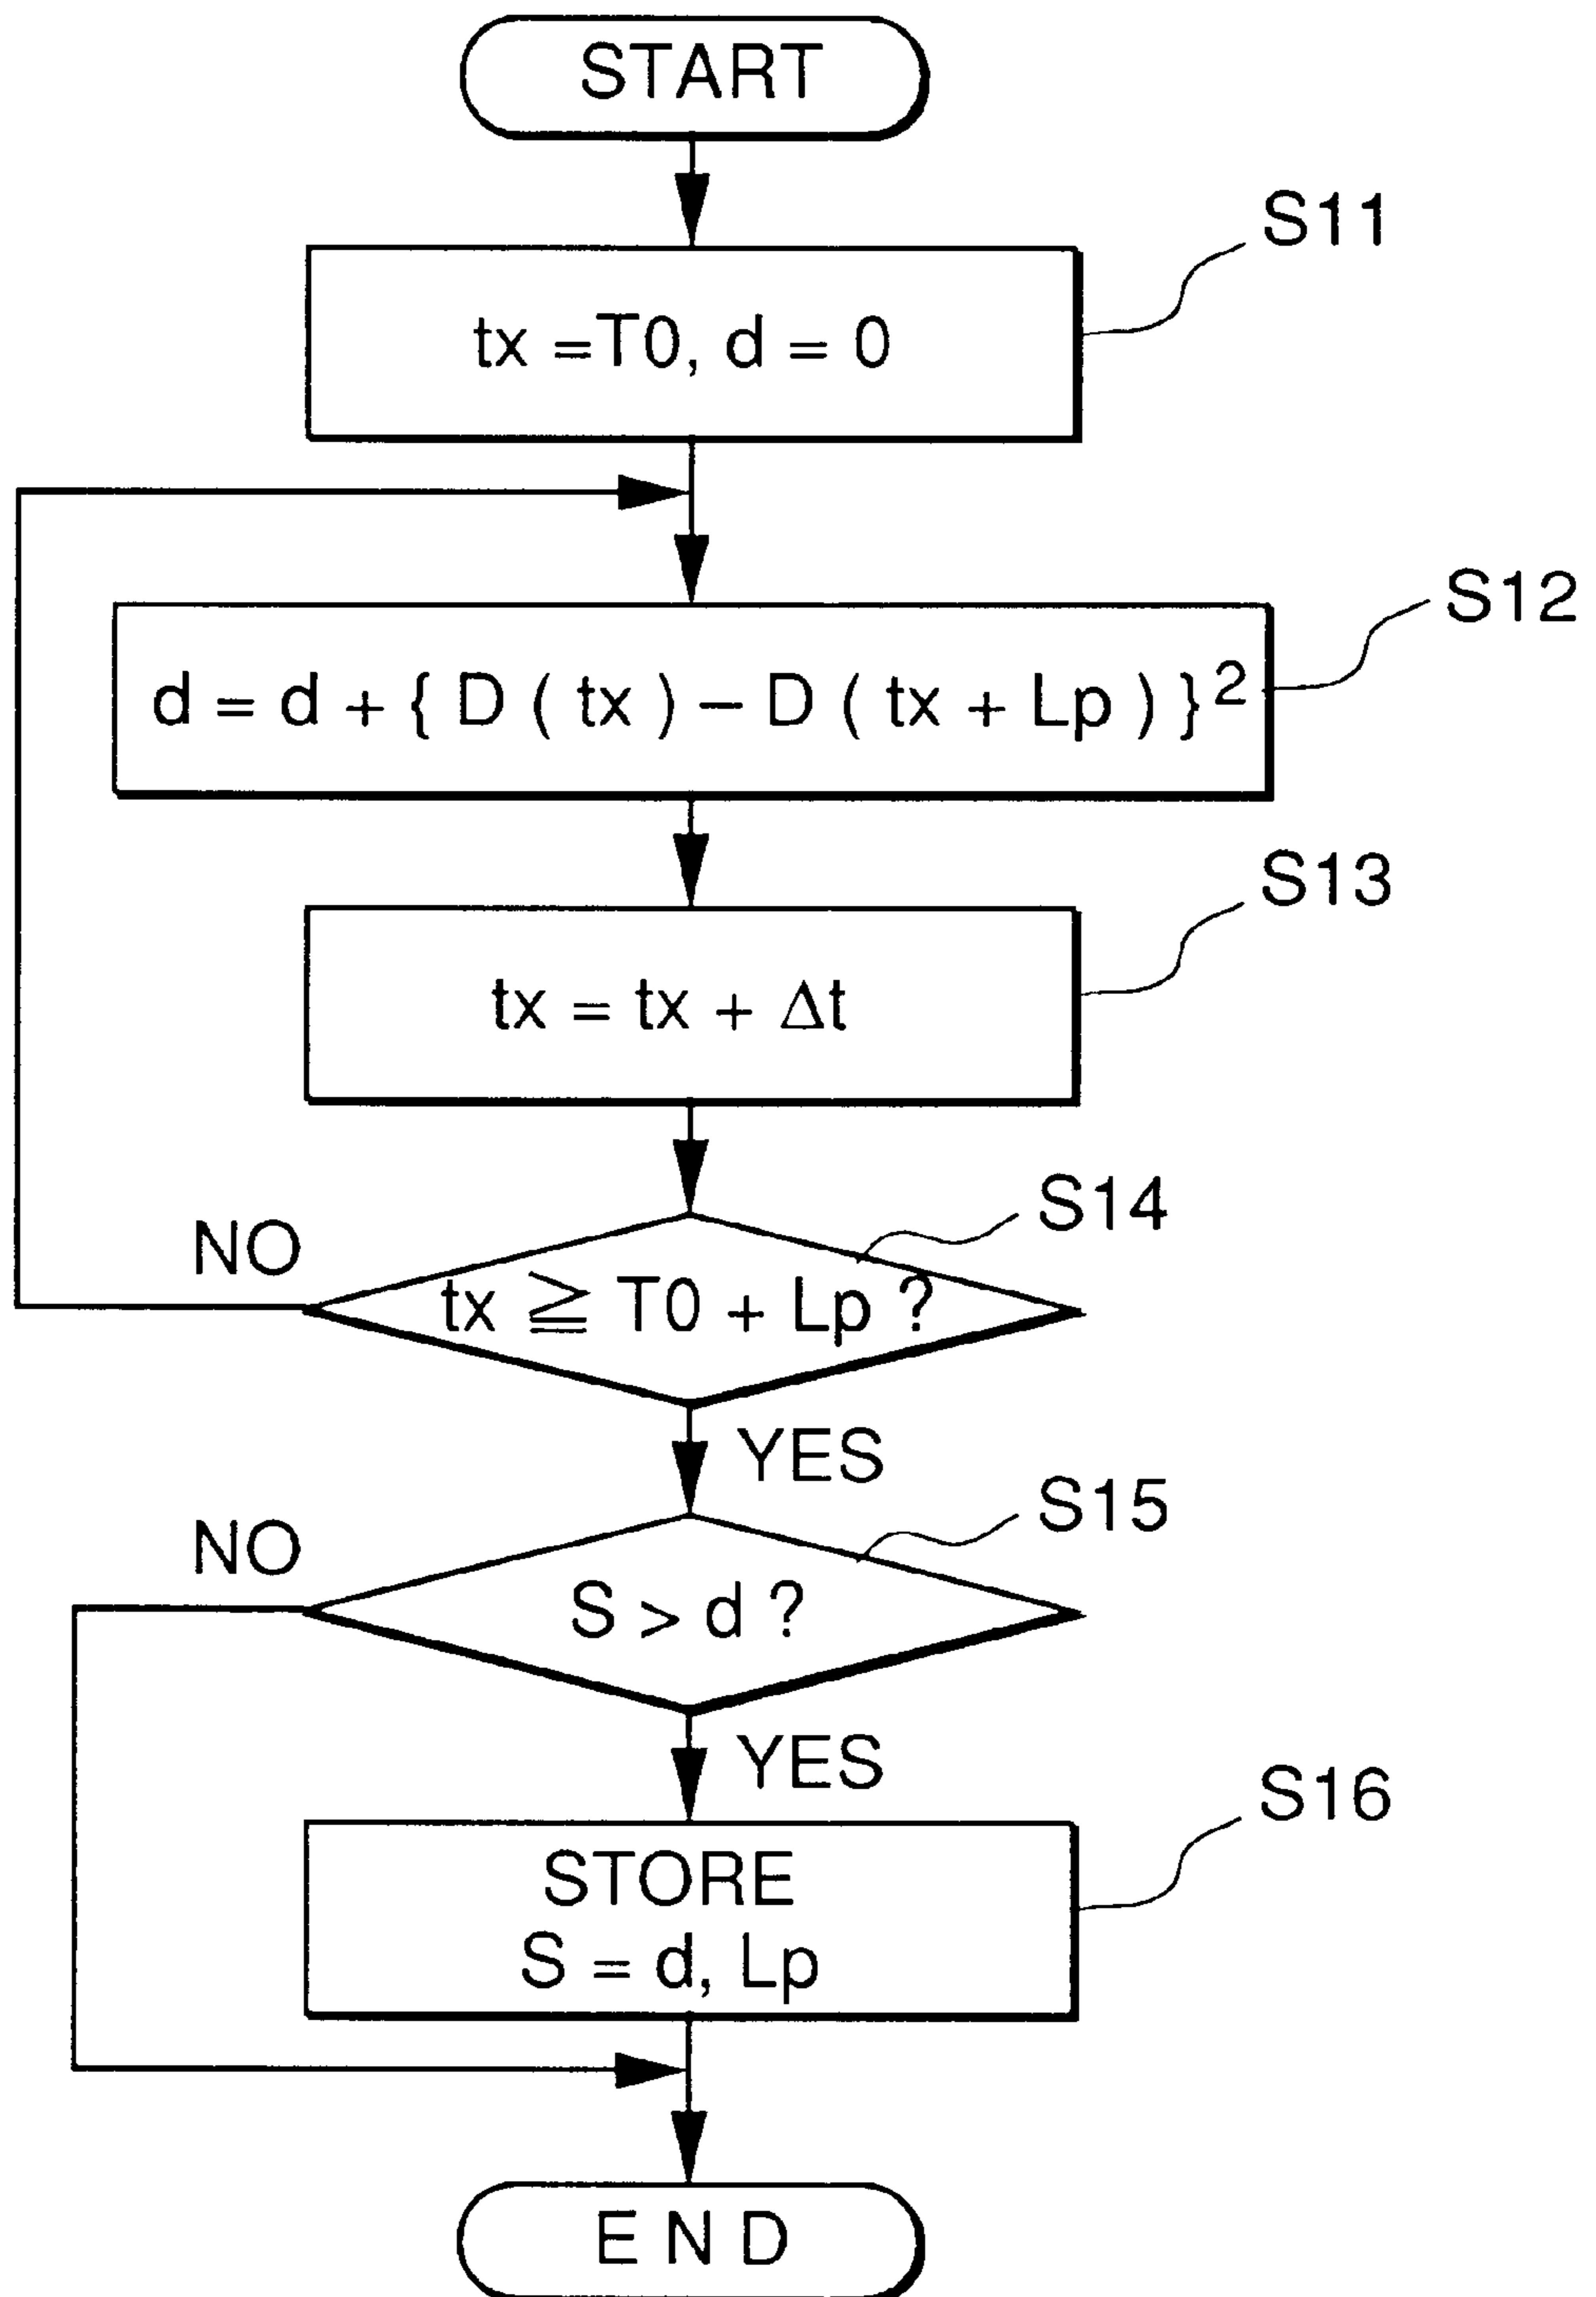 START
S11
tx =T0, d = 0
S12
d = d + { D ( tx ) – D ( tx + Lp ) }²
S13
tx = tx + Δt
S14
NO
tx ≧ T0 + Lp ?
YES
S15
NO
S > d ?
YES
S16
STORE
S = d, Lp
E N D